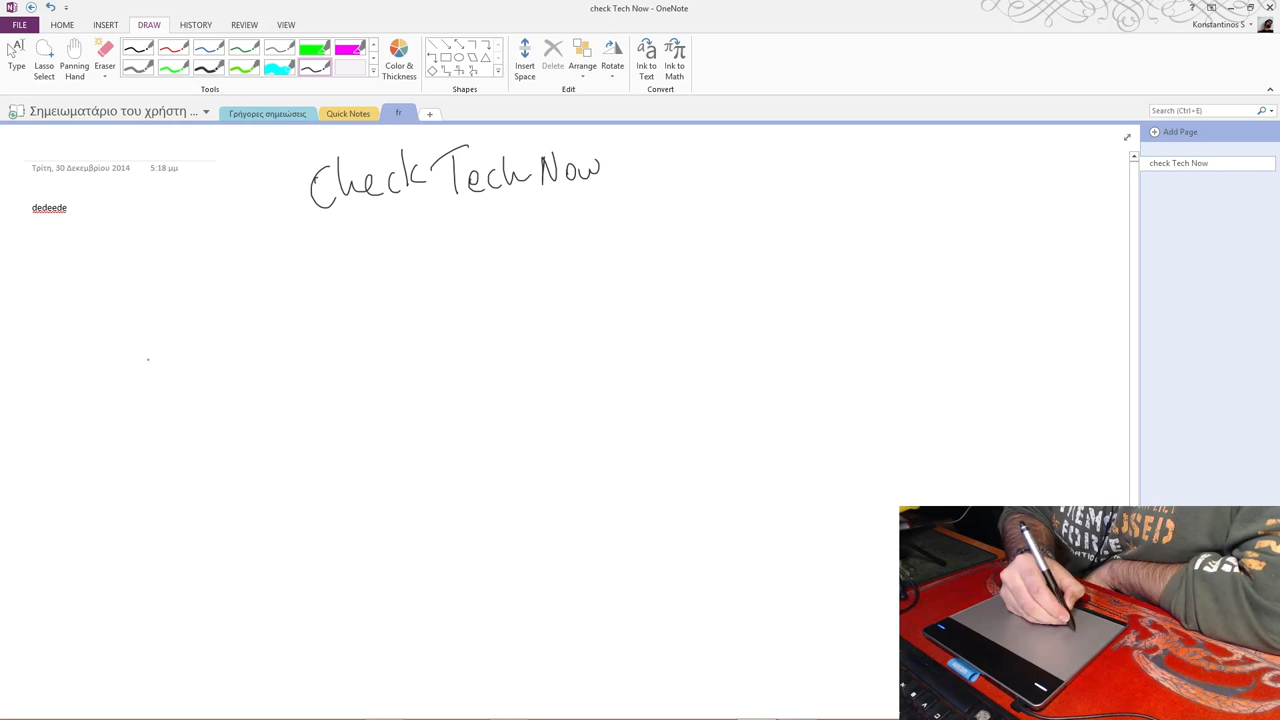 check Tech Now - OneNote
FILE HOME INSERT DRAW HISTORY REVIEW VIEW
Konstantinos S
Type Lasso Select Panning Hand Eraser Color & Thickness Insert Space Delete Arrange Rotate Ink to Text Ink to Math
Tools Shapes Edit Convert
Σημειωματάριο του χρήστη ... Γρήγορες σημειώσεις Quick Notes fr
Search (Ctrl+E)
Add Page
check Tech Now
Τρίτη, 30 Δεκεμβρίου 2014 5:18 μμ
Check Tech Now
dedeede